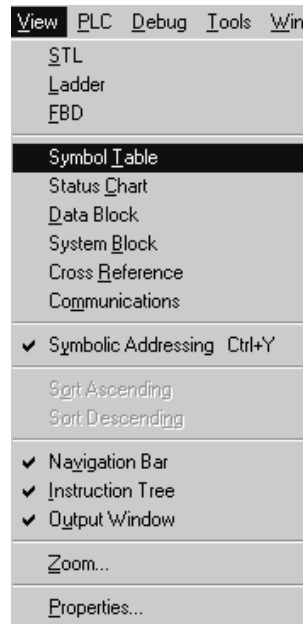 View PLC Debug Tools Win
STL
Ladder
FBD
Symbol Table
Status Chart
Data Block
System Block
Cross Reference
Communications
Symbolic Addressing Ctrl+Y
Sort Ascending
Sort Descending
Navigation Bar
Instruction Tree
Output Window
Zoom...
Properties...